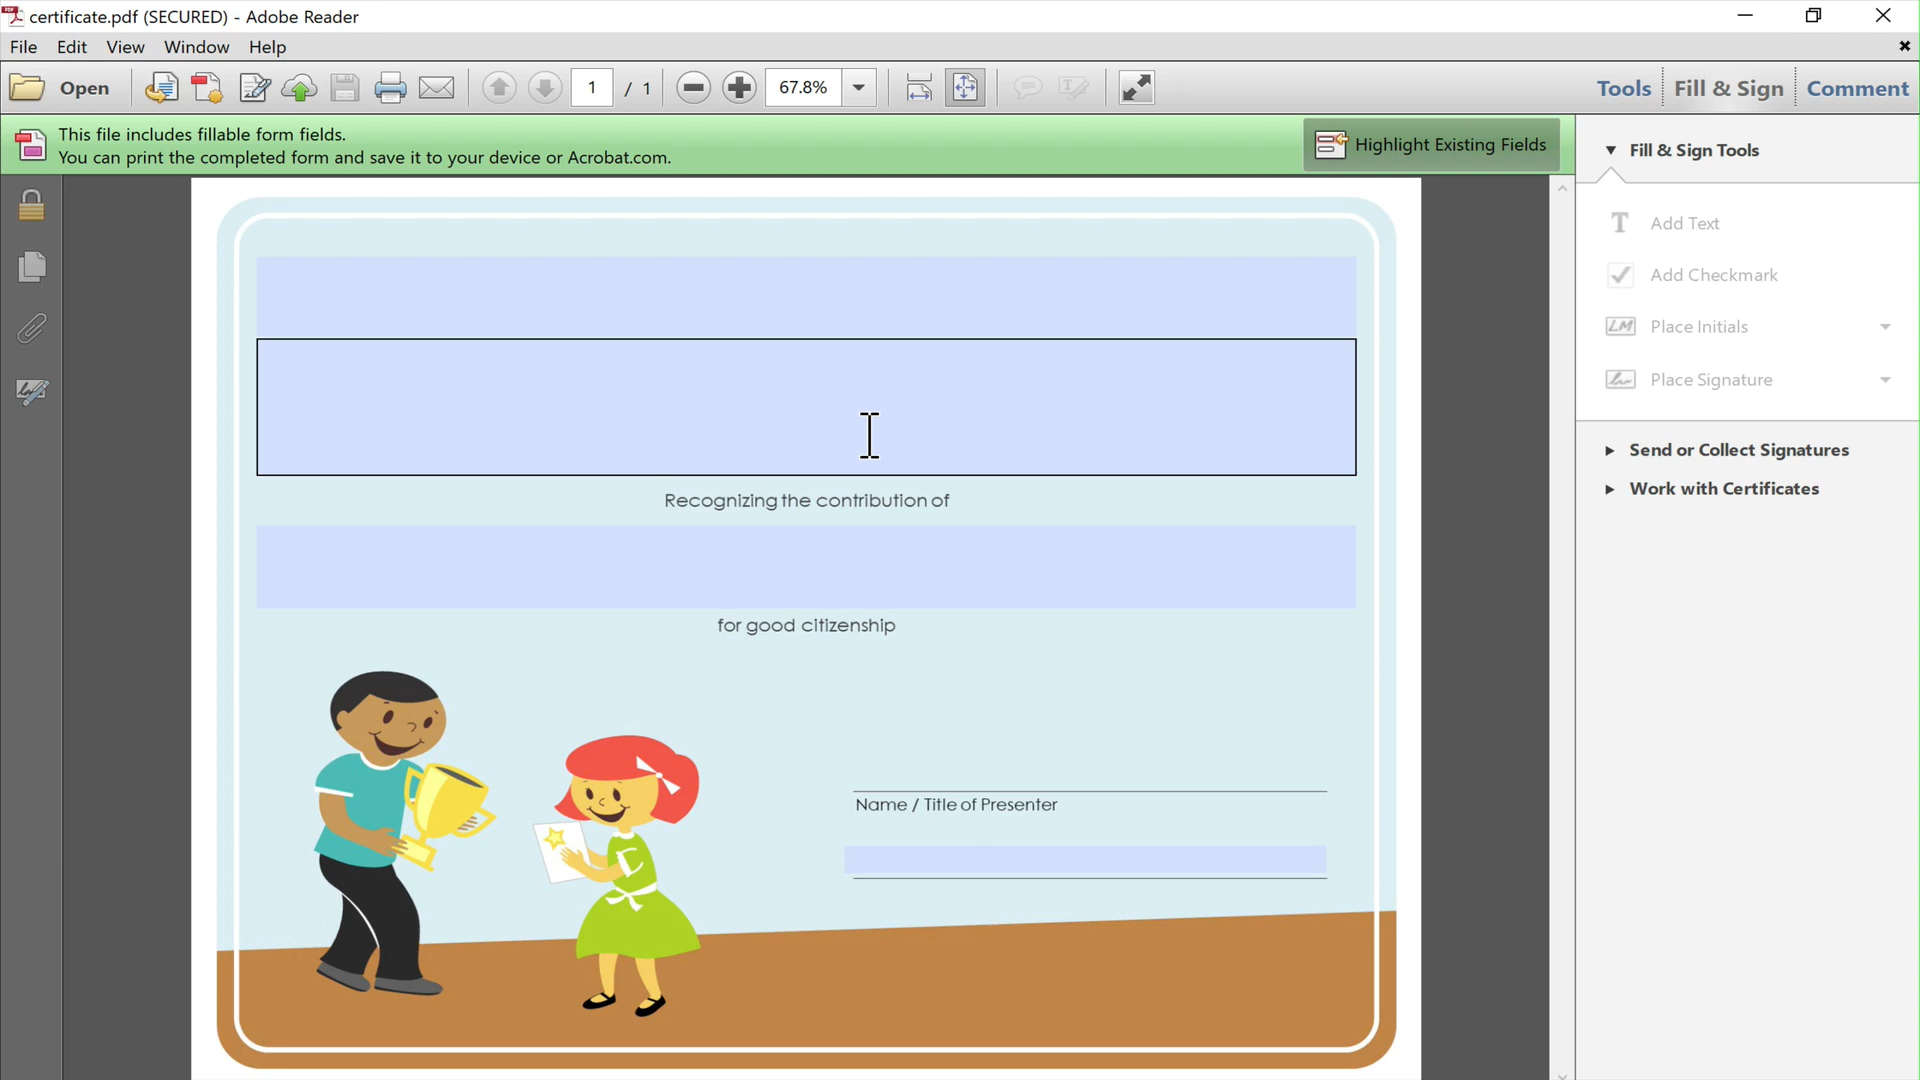 certificate.pdf (SECURED) - Adobe Reader
File Edit View Window Help
Open 1 / 1 67.8% Tools Fill & Sign Comment
This file includes fillable form fields.
You can print the completed form and save it to your device or Acrobat.com.
Highlight Existing Fields
Fill & Sign Tools
T Add Text
Add Checkmark
LM Place Initials
Place Signature
Send or Collect Signatures
Work with Certificates
Recognizing the contribution of
for good citizenship
Name / Title of Presenter